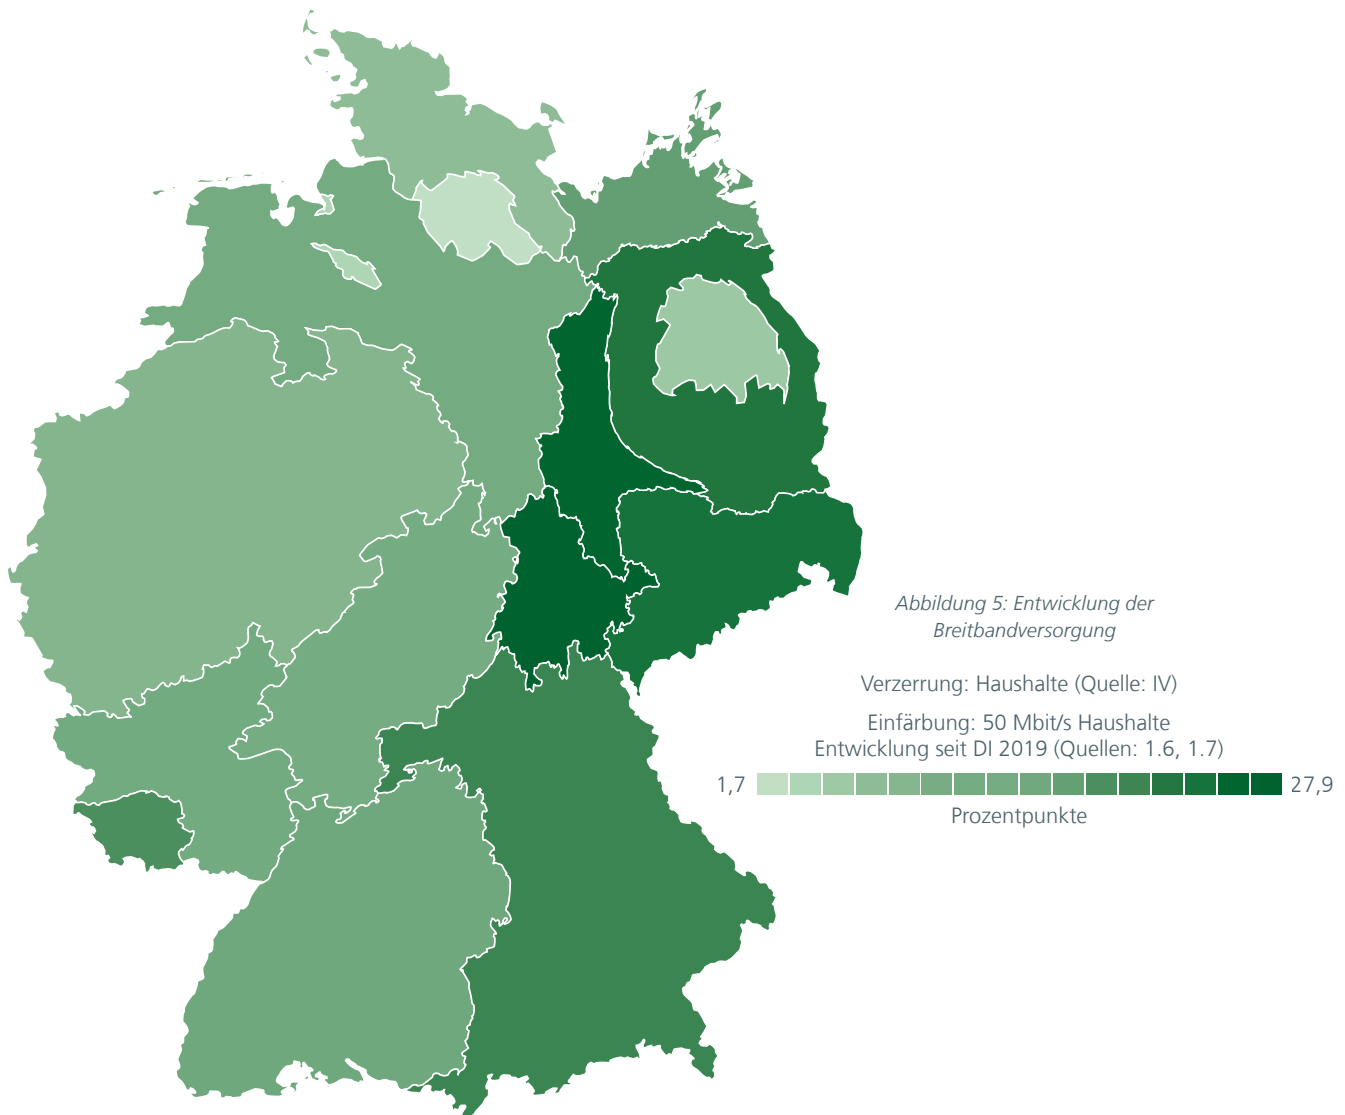 Abbildung 5: Entwicklung der
Breitbandversorgung
Verzerrung: Haushalte (Quelle: IV)
Einfärbung: 50 Mbit/s Haushalte
Entwicklung seit DI 2019 (Quellen: 1.6, 1.7)
1,7 27,9
Prozentpunkte